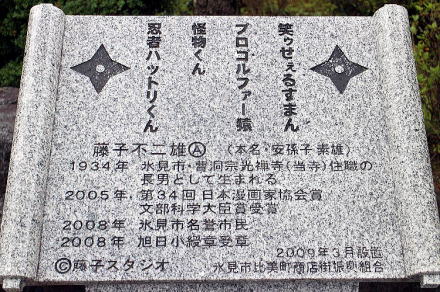 笑ゥせぇるすまん
プロゴルファー猿
怪物くん
忍者ハットリくん
藤子不二雄Ⓐ (本名・安孫子素雄)
1934年 氷見市・曹洞宗光禅寺(当寺)住職の
長男として生まれる
2005年 第34回 日本漫画家協会賞
文部科学大臣賞受賞
2008年 氷見市名誉市民
2008年 旭日小綬章受章
©藤子スタジオ
2009年3月設置
氷見市比美町商店街振興組合